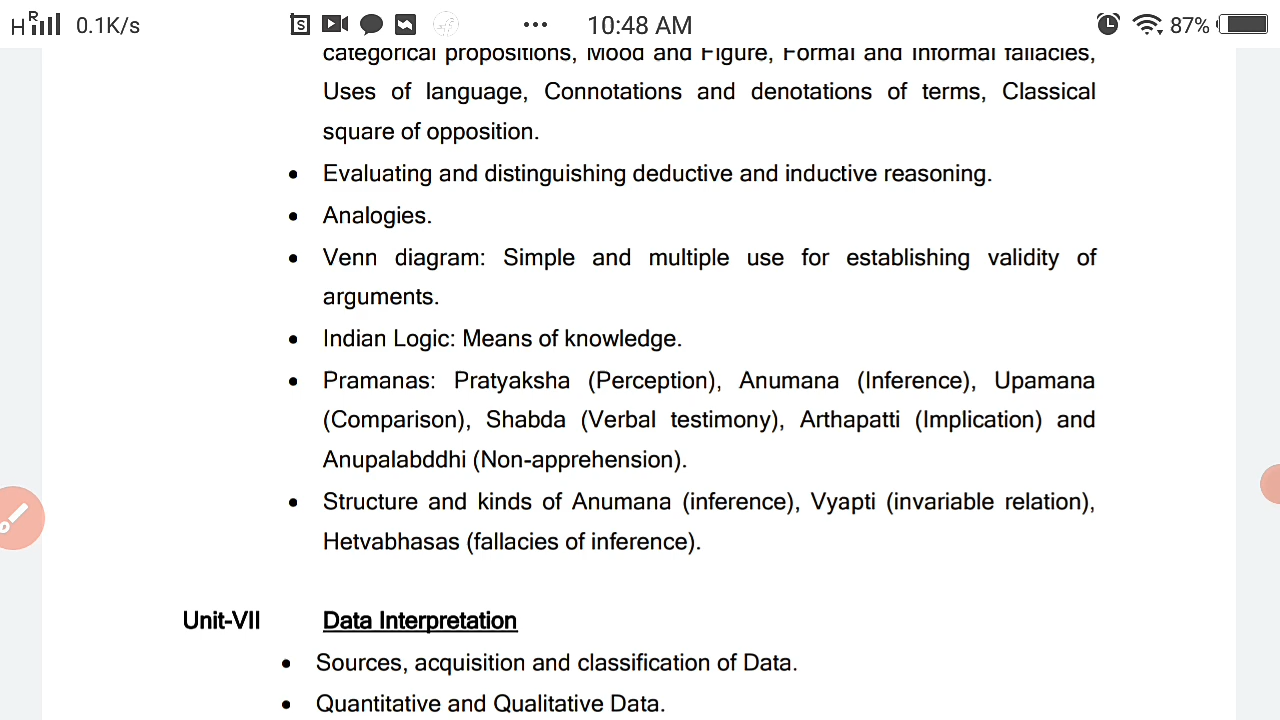 H R 0.1K/s S ... 10:48 AM 87%
categorical propositions, Mood and Figure, Formal and Informal fallacies,
Uses of language, Connotations and denotations of terms, Classical
square of opposition.
• Evaluating and distinguishing deductive and inductive reasoning.
• Analogies.
• Venn diagram: Simple and multiple use for establishing validity of
arguments.
• Indian Logic: Means of knowledge.
• Pramanas: Pratyaksha (Perception), Anumana (Inference), Upamana
(Comparison), Shabda (Verbal testimony), Arthapatti (Implication) and
Anupalabddhi (Non-apprehension).
• Structure and kinds of Anumana (inference), Vyapti (invariable relation),
Hetvabhasas (fallacies of inference).
Unit-VII Data Interpretation
• Sources, acquisition and classification of Data.
• Quantitative and Qualitative Data.